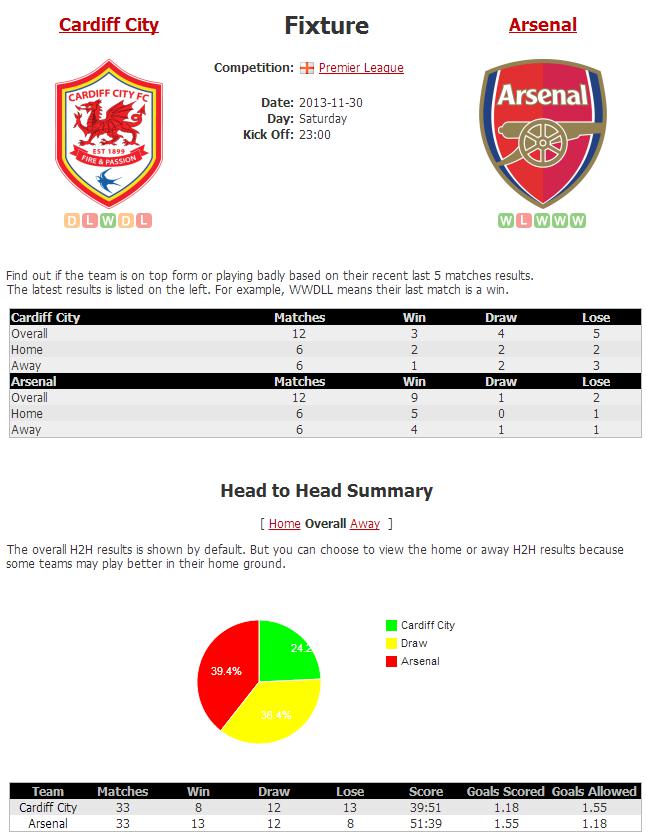 Cardiff City
Fixture
Arsenal
CARDIFF CITY FC
EST 1899
FIRE & PASSION
Arsenal
Competition: Premier League
Date: 2013-11-30
Day: Saturday
Kick Off: 23:00
D L W D L
W L W W W
Find out if the team is on top form or playing badly based on their recent last 5 matches results.
The latest results is listed on the left. For example, WWDLL means their last match is a win.
Cardiff City Matches Win Draw Lose
Overall 12 3 4 5
Home 6 2 2 2
Away 6 1 2 3
Arsenal Matches Win Draw Lose
Overall 12 9 1 2
Home 6 5 0 1
Away 6 4 1 1
Head to Head Summary
[ Home Overall Away ]
The overall H2H results is shown by default. But you can choose to view the home or away H2H results because
some teams may play better in their home ground.
Cardiff City
Draw
Arsenal
24.2
39.4%
36.4%
Team Matches Win Draw Lose Score Goals Scored Goals Allowed
Cardiff City 33 8 12 13 39:51 1.18 1.55
Arsenal 33 13 12 8 51:39 1.55 1.18